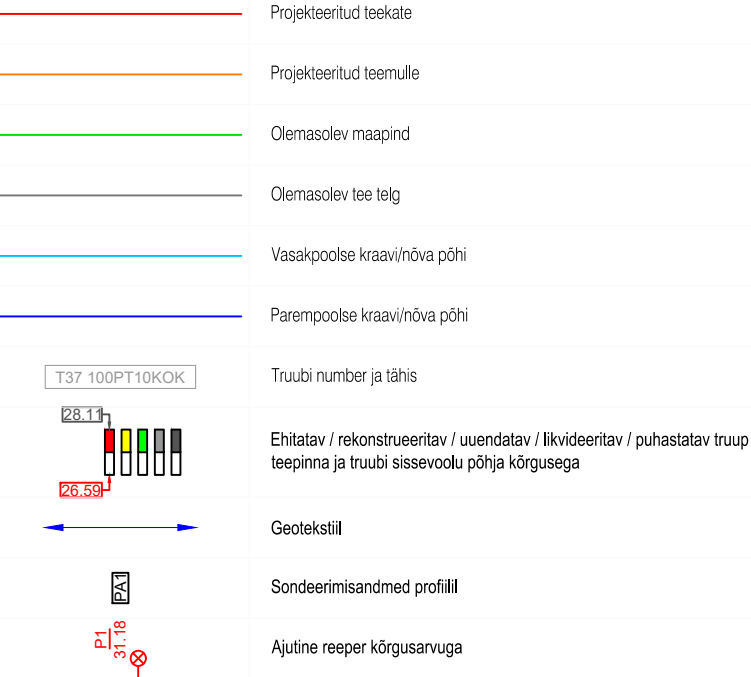 Projekteeritud teekate
Projekteeritud teemulle
Olemasolev maapind
Olemasolev tee telg
Vasakpoolse kraavi/nõva põhi
Parempoolse kraavi/nõva põhi
T37 100PT10KOK
Truubi number ja tähis
28.11
26.59
Ehitatav / rekonstrueeritav / uuendatav / likvideeritav / puhastatav truup
teepinna ja truubi sissevoolu põhja kõrgusega
Geotekstiil
PA1
Sondeerimisandmed profiilil
P1
31.18
Ajutine reeper kõrgusarvuga